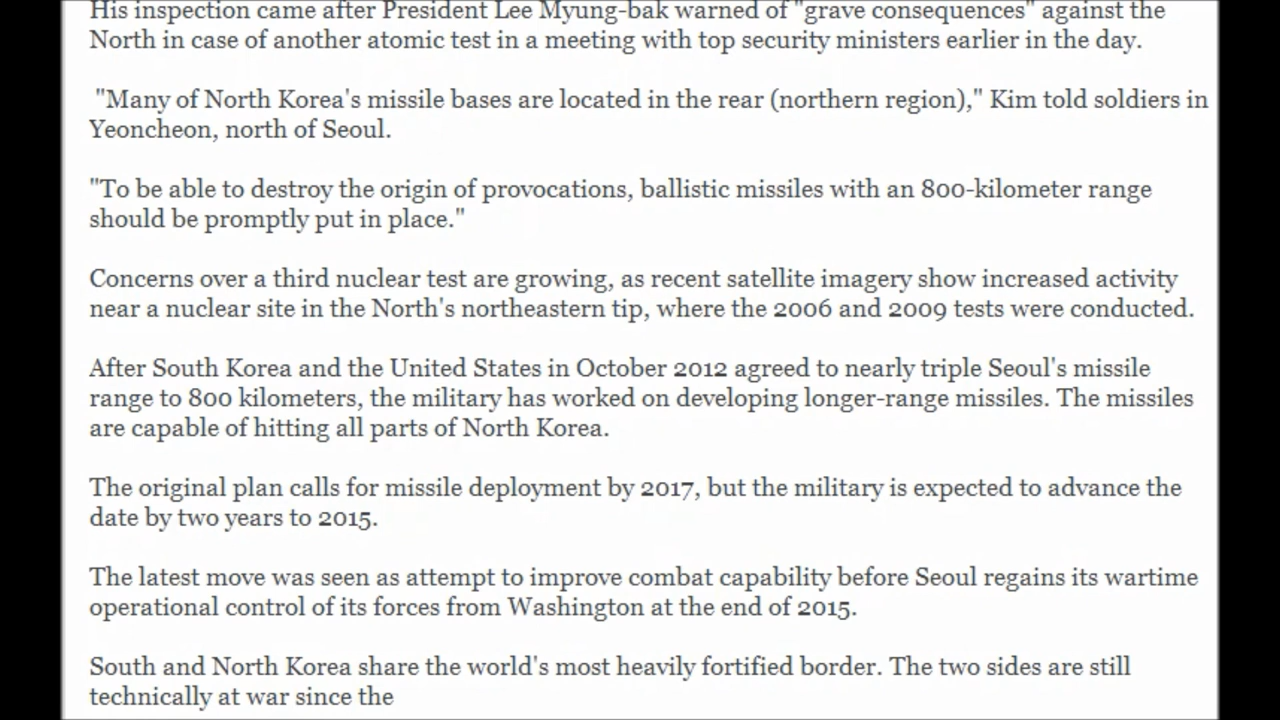 His inspection came after President Lee Myung-bak warned of "grave consequences" against the
North in case of another atomic test in a meeting with top security ministers earlier in the day.
"Many of North Korea's missile bases are located in the rear (northern region)," Kim told soldiers in
Yeoncheon, north of Seoul.
"To be able to destroy the origin of provocations, ballistic missiles with an 800-kilometer range
should be promptly put in place."
Concerns over a third nuclear test are growing, as recent satellite imagery show increased activity
near a nuclear site in the North's northeastern tip, where the 2006 and 2009 tests were conducted.
After South Korea and the United States in October 2012 agreed to nearly triple Seoul's missile
range to 800 kilometers, the military has worked on developing longer-range missiles. The missiles
are capable of hitting all parts of North Korea.
The original plan calls for missile deployment by 2017, but the military is expected to advance the
date by two years to 2015.
The latest move was seen as attempt to improve combat capability before Seoul regains its wartime
operational control of its forces from Washington at the end of 2015.
South and North Korea share the world's most heavily fortified border. The two sides are still
technically at war since the